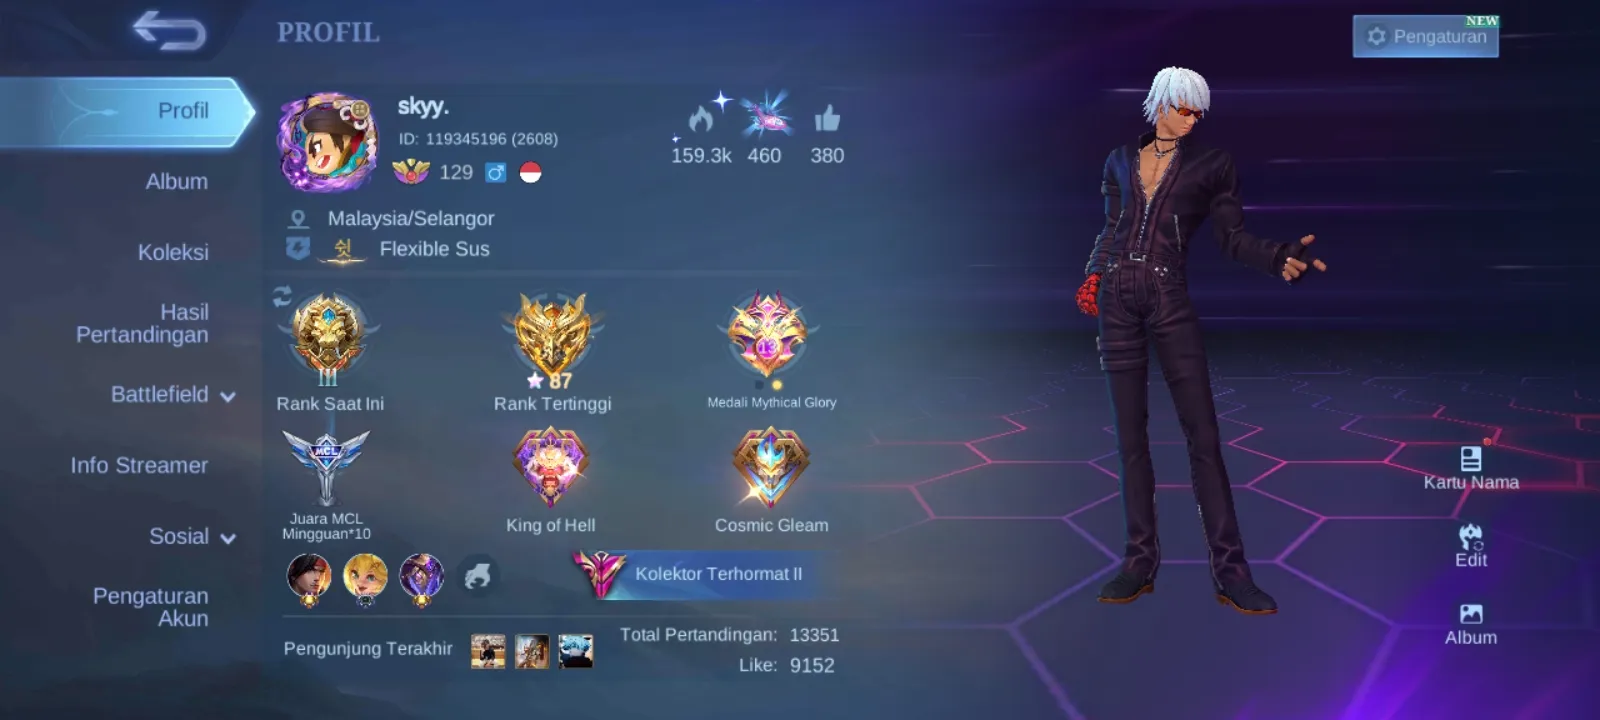 PROFIL
NEW
Pengaturan
Profil
Album
Koleksi
Hasil
Pertandingan
Battlefield
Info Streamer
Sosial
Pengaturan
Akun
skyy.
ID: 119345196 (2608)
129
159.3k 460 380
Malaysia/Selangor
쉿 Flexible Sus
III
87
13
Rank Saat Ini
Rank Tertinggi
Medali Mythical Glory
MCL
Juara MCL
Mingguan*10
King of Hell
Cosmic Gleam
Kolektor Terhormat II
Pengunjung Terakhir
Total Pertandingan: 13351
Like: 9152
Kartu Nama
Edit
Album